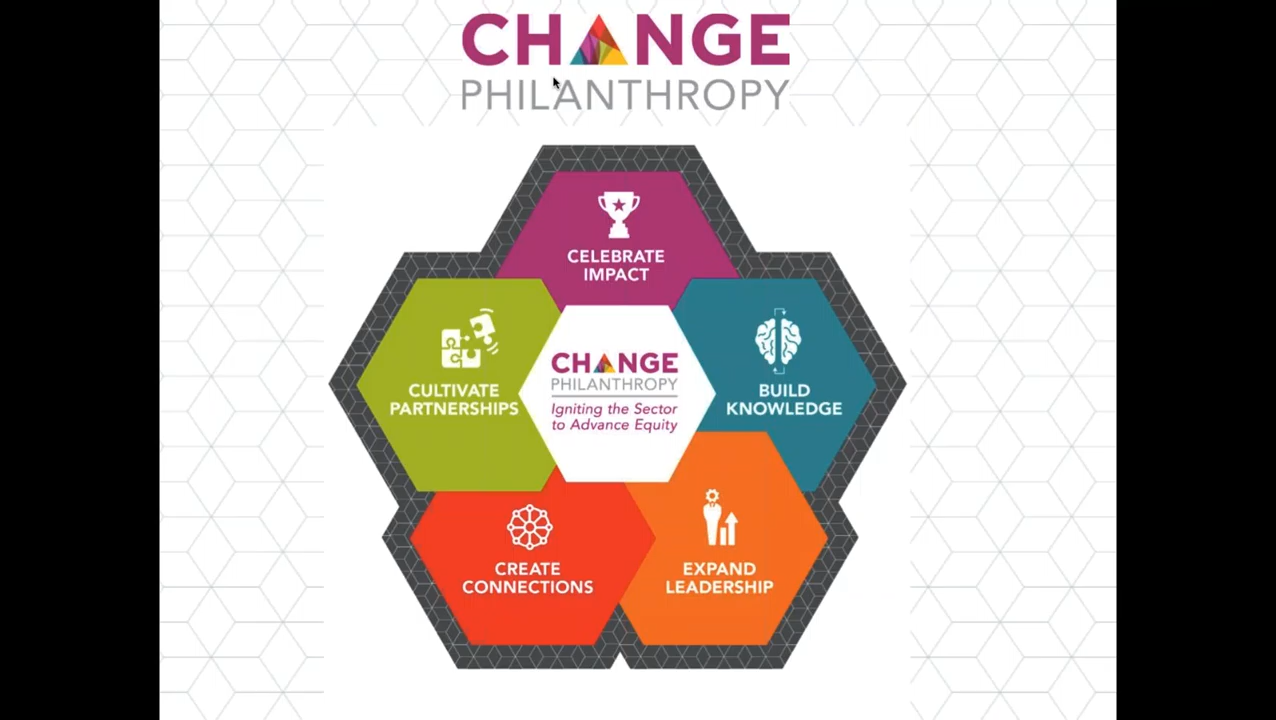 CHANGE
PHILANTHROPY
CELEBRATE
IMPACT
CULTIVATE
PARTNERSHIPS
CHANGE
PHILANTHROPY
Igniting the Sector
to Advance Equity
BUILD
KNOWLEDGE
CREATE
CONNECTIONS
EXPAND
LEADERSHIP